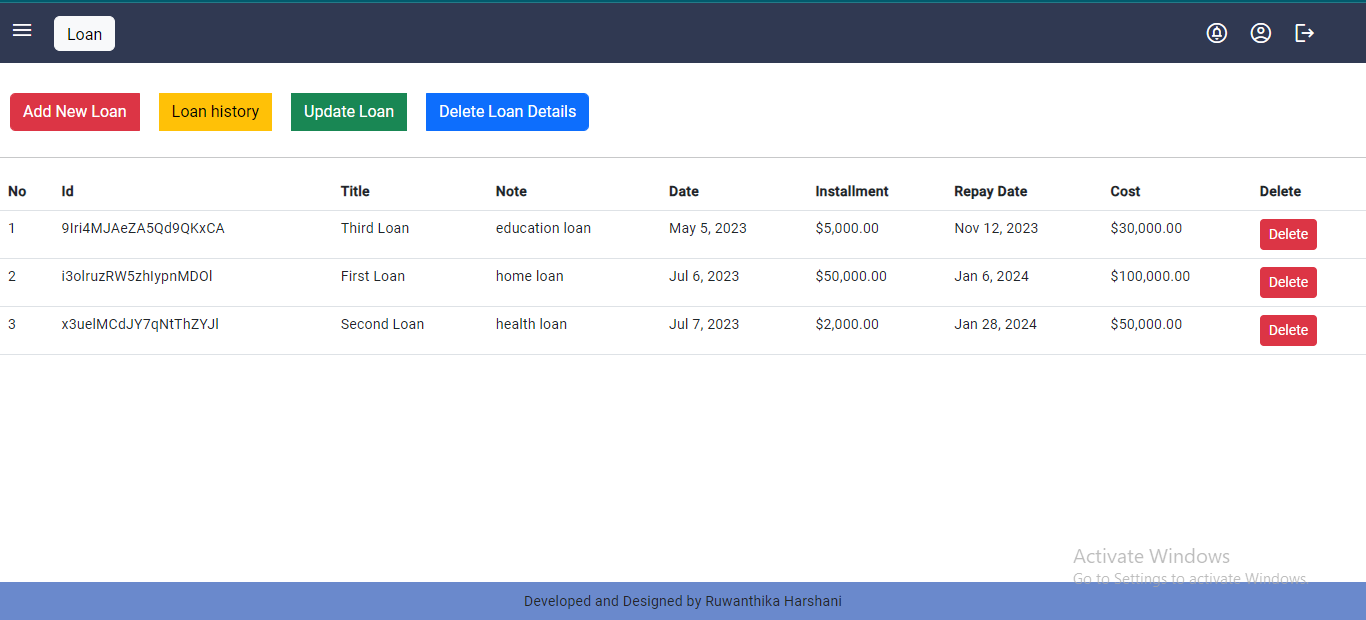 Loan
Add New Loan Loan history Update Loan Delete Loan Details
No Id Title Note Date Installment Repay Date Cost Delete
1 9Iri4MJAeZA5Qd9QKxCA Third Loan education loan May 5, 2023 $5,000.00 Nov 12, 2023 $30,000.00 Delete
2 i3olruzRW5zhIypnMDOl First Loan home loan Jul 6, 2023 $50,000.00 Jan 6, 2024 $100,000.00 Delete
3 x3uelMCdJY7qNtThZYJl Second Loan health loan Jul 7, 2023 $2,000.00 Jan 28, 2024 $50,000.00 Delete
Activate Windows
Go to Settings to activate Windows.
Developed and Designed by Ruwanthika Harshani